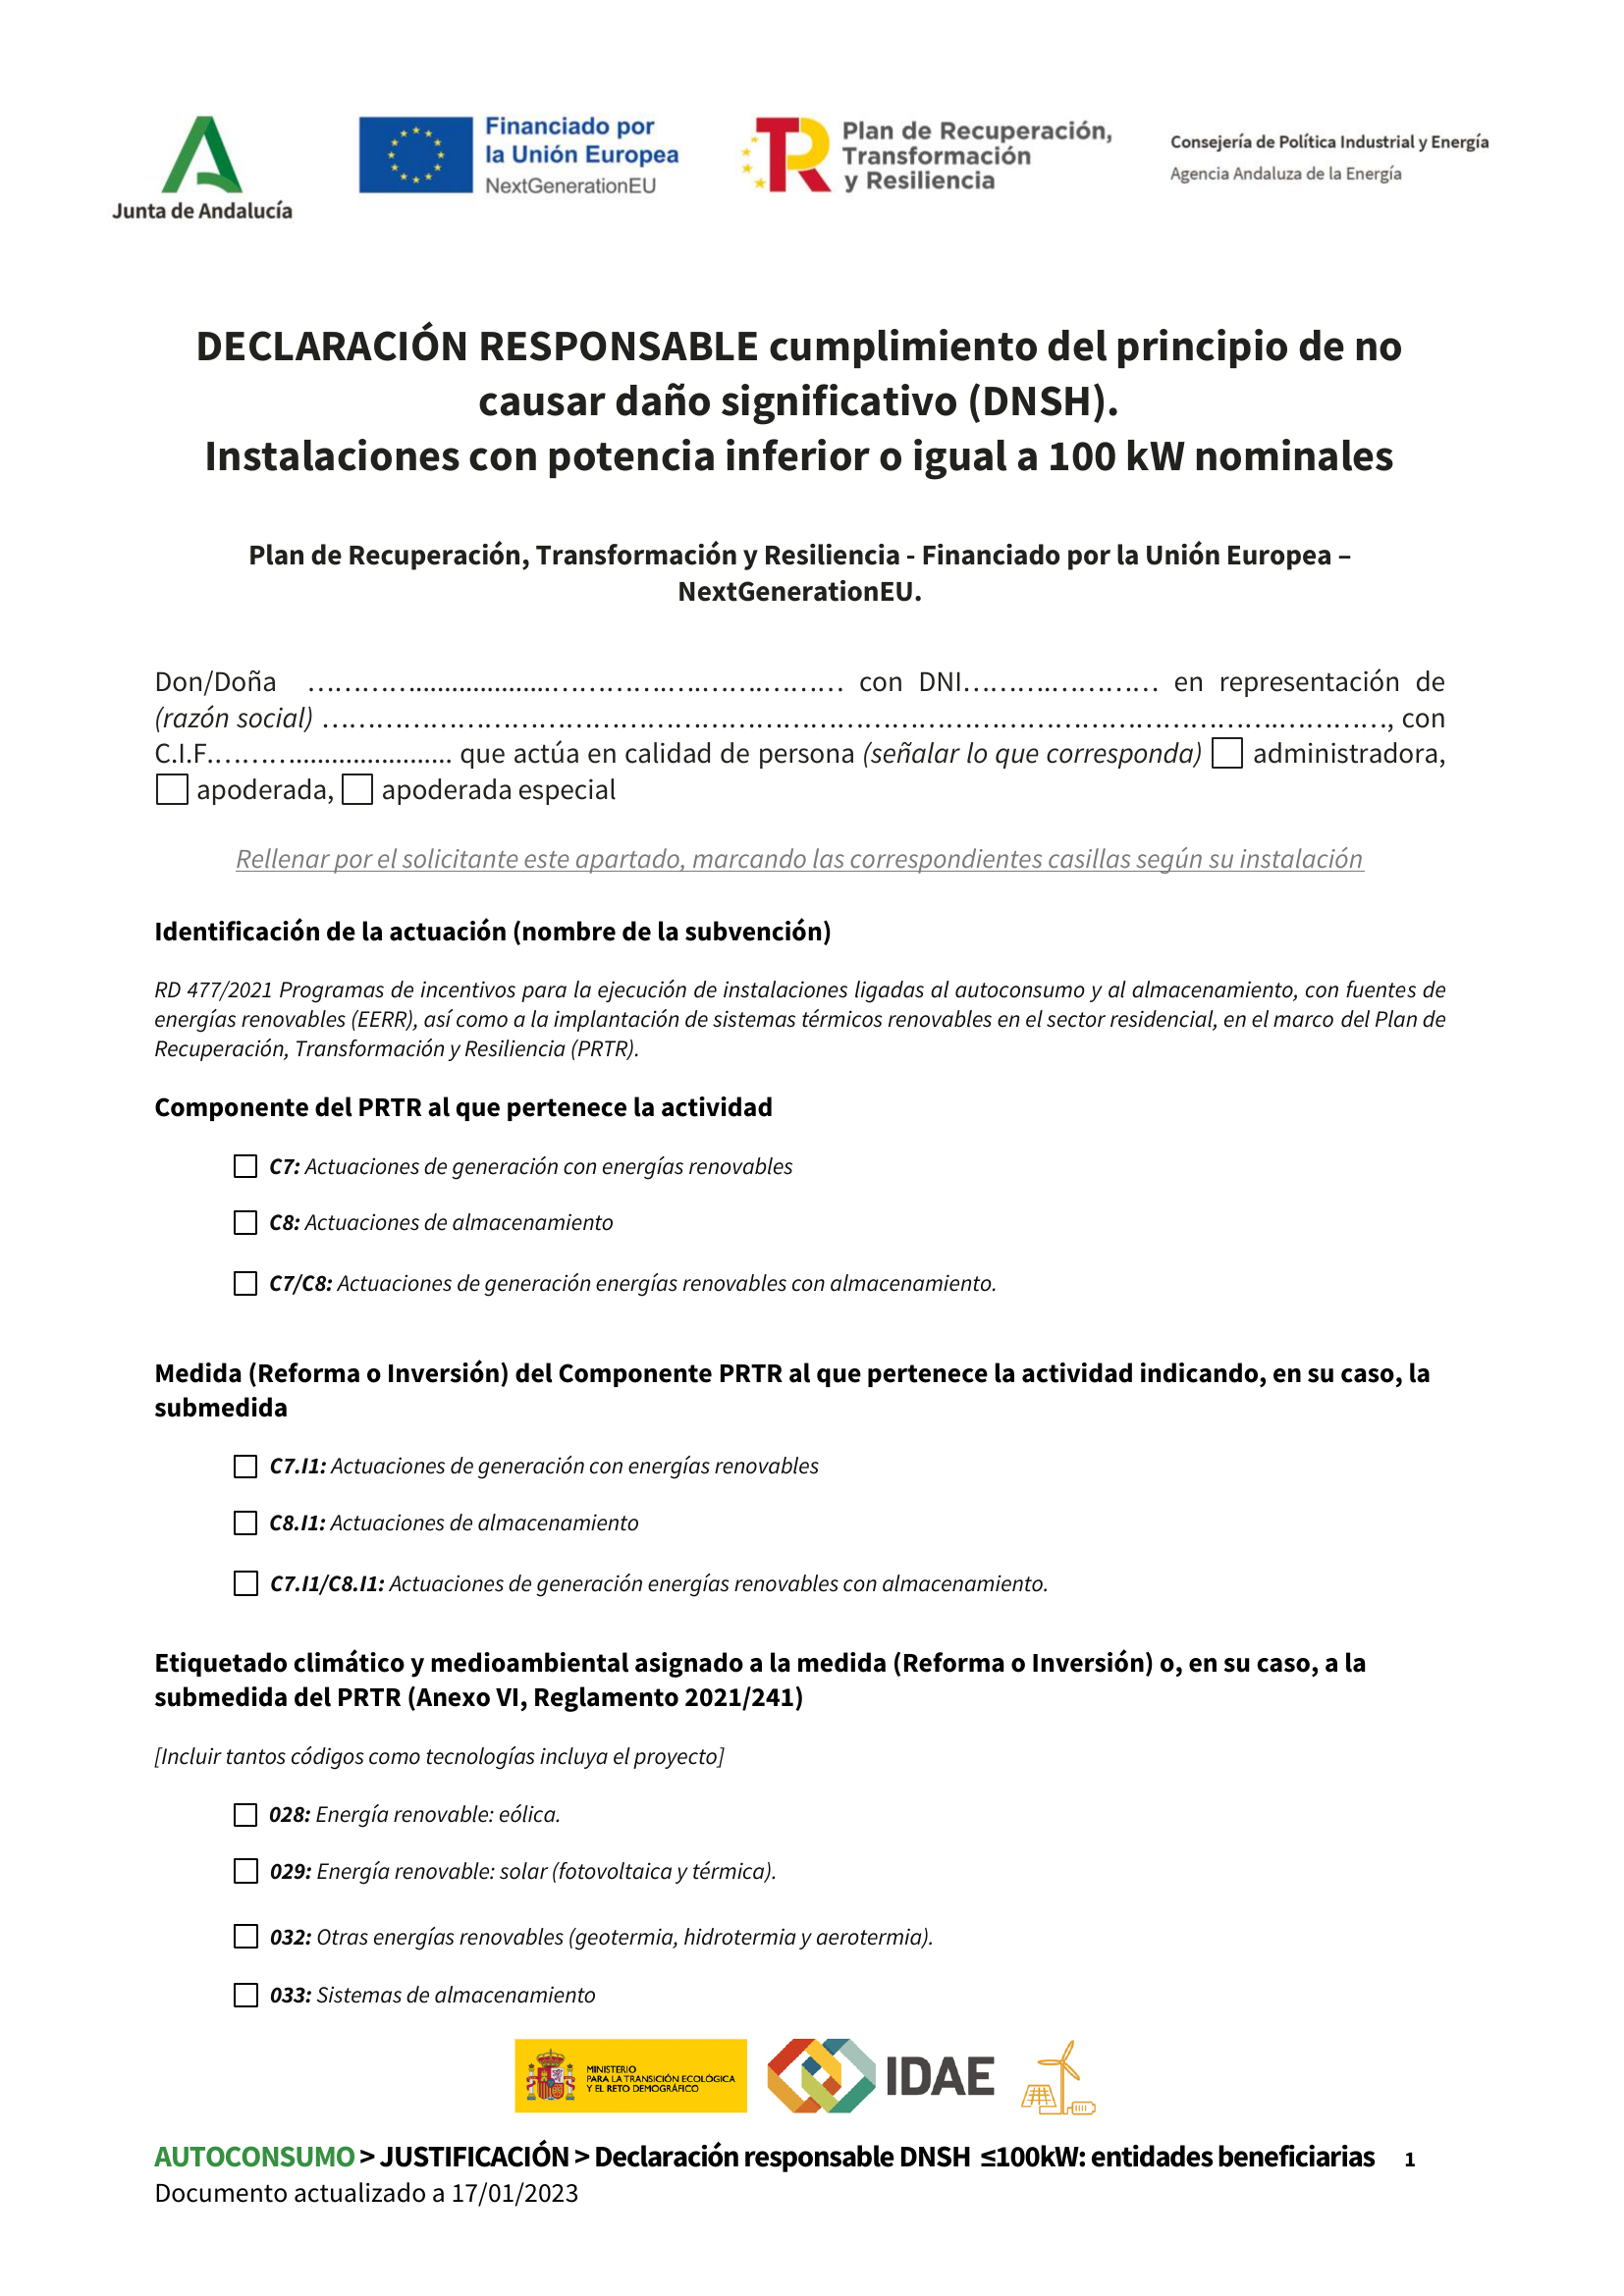 Junta de Andalucía
Financiado por
la Unión Europea
NextGenerationEU
Plan de Recuperación,
Transformación
y Resiliencia
Consejería de Política Industrial y Energía
Agencia Andaluza de la Energía
DECLARACIÓN RESPONSABLE cumplimiento del principio de no
causar daño significativo (DNSH).
Instalaciones con potencia inferior o igual a 100 kW nominales
Plan de Recuperación, Transformación y Resiliencia - Financiado por la Unión Europea –
NextGenerationEU.
Don/Doña …………...................………….….…….……… con DNI……….………… en representación de
(razón social) ………………………………………………………………………………………….…………, con
C.I.F.………...................... que actúa en calidad de persona (señalar lo que corresponda) ☐ administradora,
☐ apoderada, ☐ apoderada especial
Rellenar por el solicitante este apartado, marcando las correspondientes casillas según su instalación
Identificación de la actuación (nombre de la subvención)
RD 477/2021 Programas de incentivos para la ejecución de instalaciones ligadas al autoconsumo y al almacenamiento, con fuentes de
energías renovables (EERR), así como a la implantación de sistemas térmicos renovables en el sector residencial, en el marco del Plan de
Recuperación, Transformación y Resiliencia (PRTR).
Componente del PRTR al que pertenece la actividad
☐ C7: Actuaciones de generación con energías renovables
☐ C8: Actuaciones de almacenamiento
☐ C7/C8: Actuaciones de generación energías renovables con almacenamiento.
Medida (Reforma o Inversión) del Componente PRTR al que pertenece la actividad indicando, en su caso, la
submedida
☐ C7.I1: Actuaciones de generación con energías renovables
☐ C8.I1: Actuaciones de almacenamiento
☐ C7.I1/C8.I1: Actuaciones de generación energías renovables con almacenamiento.
Etiquetado climático y medioambiental asignado a la medida (Reforma o Inversión) o, en su caso, a la
submedida del PRTR (Anexo VI, Reglamento 2021/241)
[Incluir tantos códigos como tecnologías incluya el proyecto]
☐ 028: Energía renovable: eólica.
☐ 029: Energía renovable: solar (fotovoltaica y térmica).
☐ 032: Otras energías renovables (geotermia, hidrotermia y aerotermia).
☐ 033: Sistemas de almacenamiento
MINISTERIO
PARA LA TRANSICIÓN ECOLÓGICA
Y EL RETO DEMOGRÁFICO
IDAE
AUTOCONSUMO > JUSTIFICACIÓN > Declaración responsable DNSH ≤100kW: entidades beneficiarias 1
Documento actualizado a 17/01/2023